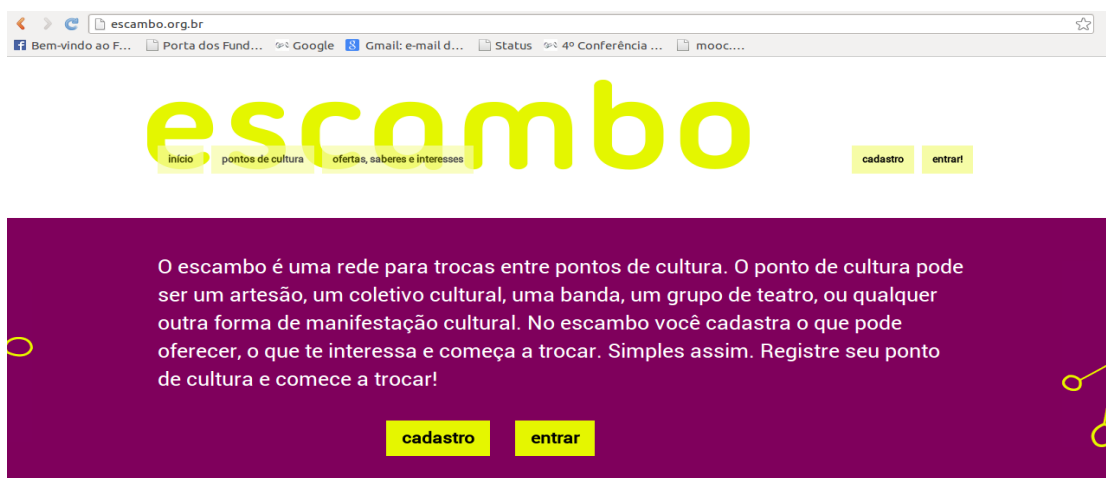 escambo.org.br
Bem-vindo ao F... Porta dos Fund... Google Gmail: e-mail d... Status 4º Conferência ... mooc....
escambo
início pontos de cultura ofertas, saberes e interesses cadastro entrar!
O escambo é uma rede para trocas entre pontos de cultura. O ponto de cultura pode
ser um artesão, um coletivo cultural, uma banda, um grupo de teatro, ou qualquer
outra forma de manifestação cultural. No escambo você cadastra o que pode
oferecer, o que te interessa e começa a trocar. Simples assim. Registre seu ponto
de cultura e comece a trocar!
cadastro entrar